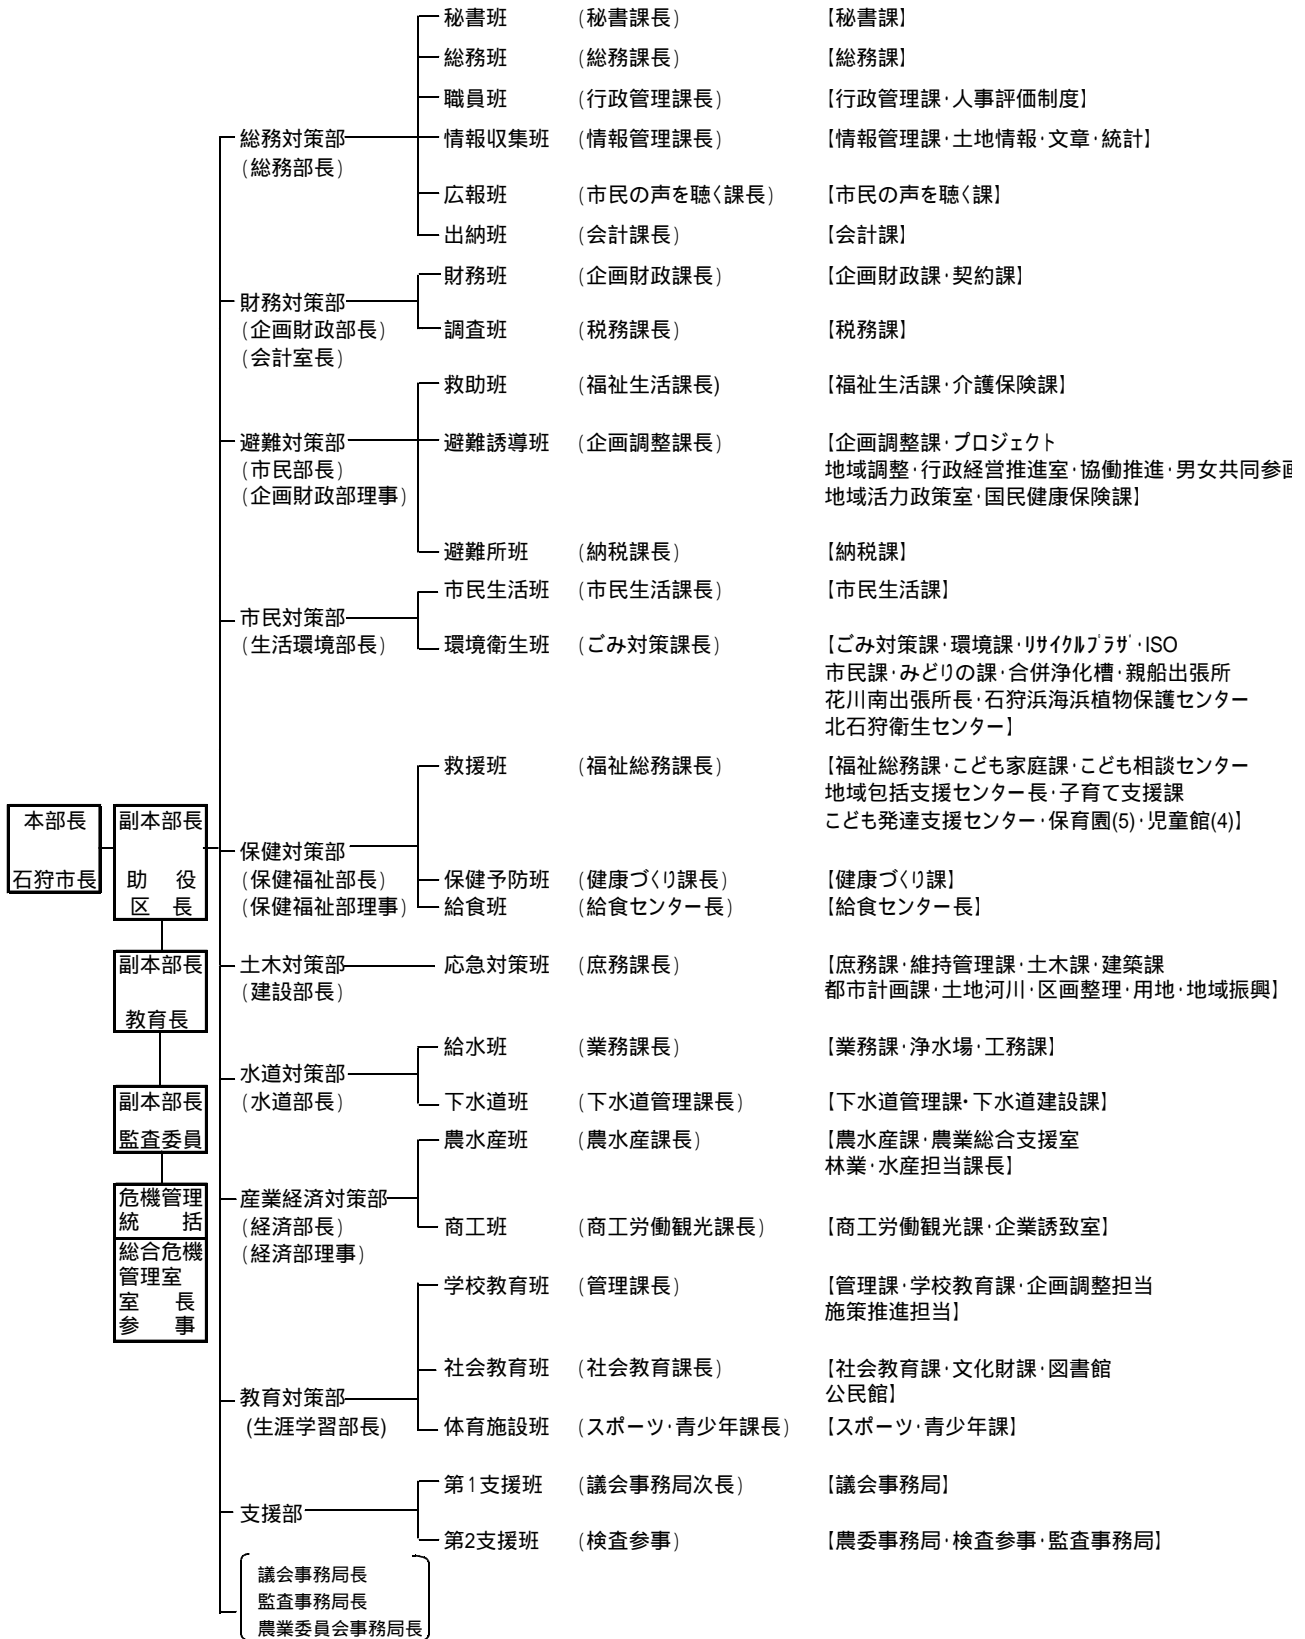 秘書班 (秘書課長) 【秘書課】
総務班 (総務課長) 【総務課】
職員班 (行政管理課長) 【行政管理課・人事評価制度】
総務対策部 情報収集班 (情報管理課長) 【情報管理課・土地情報・文章・統計】
(総務部長)
広報班 (市民の声を聴く課長) 【市民の声を聴く課】
出納班 (会計課長) 【会計課】
財務班 (企画財政課長) 【企画財政課・契約課】
財務対策部
(企画財政部長) 調査班 (税務課長) 【税務課】
(会計室長)
救助班 (福祉生活課長) 【福祉生活課・介護保険課】
避難対策部 避難誘導班 (企画調整課長) 【企画調整課・プロジェクト
(市民部長) 地域調整・行政経営推進室・協働推進・男女共同参画
(企画財政部理事) 地域活力政策室・国民健康保険課】
避難所班 (納税課長) 【納税課】
市民生活班 (市民生活課長) 【市民生活課】
市民対策部
(生活環境部長) 環境衛生班 (ごみ対策課長) 【ごみ対策課・環境課・リサイクルプラザ・ISO
市民課・みどりの課・合併浄化槽・親船出張所
花川南出張所長・石狩浜海浜植物保護センター
北石狩衛生センター】
救援班 (福祉総務課長) 【福祉総務課・こども家庭課・こども相談センター
地域包括支援センター長・子育て支援課
本部長 副本部長 こども発達支援センター・保育園(5)・児童館(4)】
保健対策部
石狩市長 助 役 (保健福祉部長) 保健予防班 (健康づくり課長) 【健康づくり課】
区 長 (保健福祉部理事) 給食班 (給食センター長) 【給食センター長】
副本部長 土木対策部 応急対策班 (庶務課長) 【庶務課・維持管理課・土木課・建築課
(建設部長) 都市計画課・土地河川・区画整理・用地・地域振興】
教育長
給水班 (業務課長) 【業務課・浄水場・工務課】
水道対策部
副本部長 (水道部長) 下水道班 (下水道管理課長) 【下水道管理課・下水道建設課】
監査委員 農水産班 (農水産課長) 【農水産課・農業総合支援室
林業・水産担当課長】
危機管理 産業経済対策部
統 括 (経済部長) 商工班 (商工労働観光課長) 【商工労働観光課・企業誘致室】
総合危機 (経済部理事)
管理室 学校教育班 (管理課長) 【管理課・学校教育課・企画調整担当
室 長 施策推進担当】
参 事
社会教育班 (社会教育課長) 【社会教育課・文化財課・図書館
教育対策部 公民館】
(生涯学習部長) 体育施設班 (スポーツ・青少年課長) 【スポーツ・青少年課】
第1支援班 (議会事務局次長) 【議会事務局】
支援部
第2支援班 (検査参事) 【農委事務局・検査参事・監査事務局】
議会事務局長
監査事務局長
農業委員会事務局長